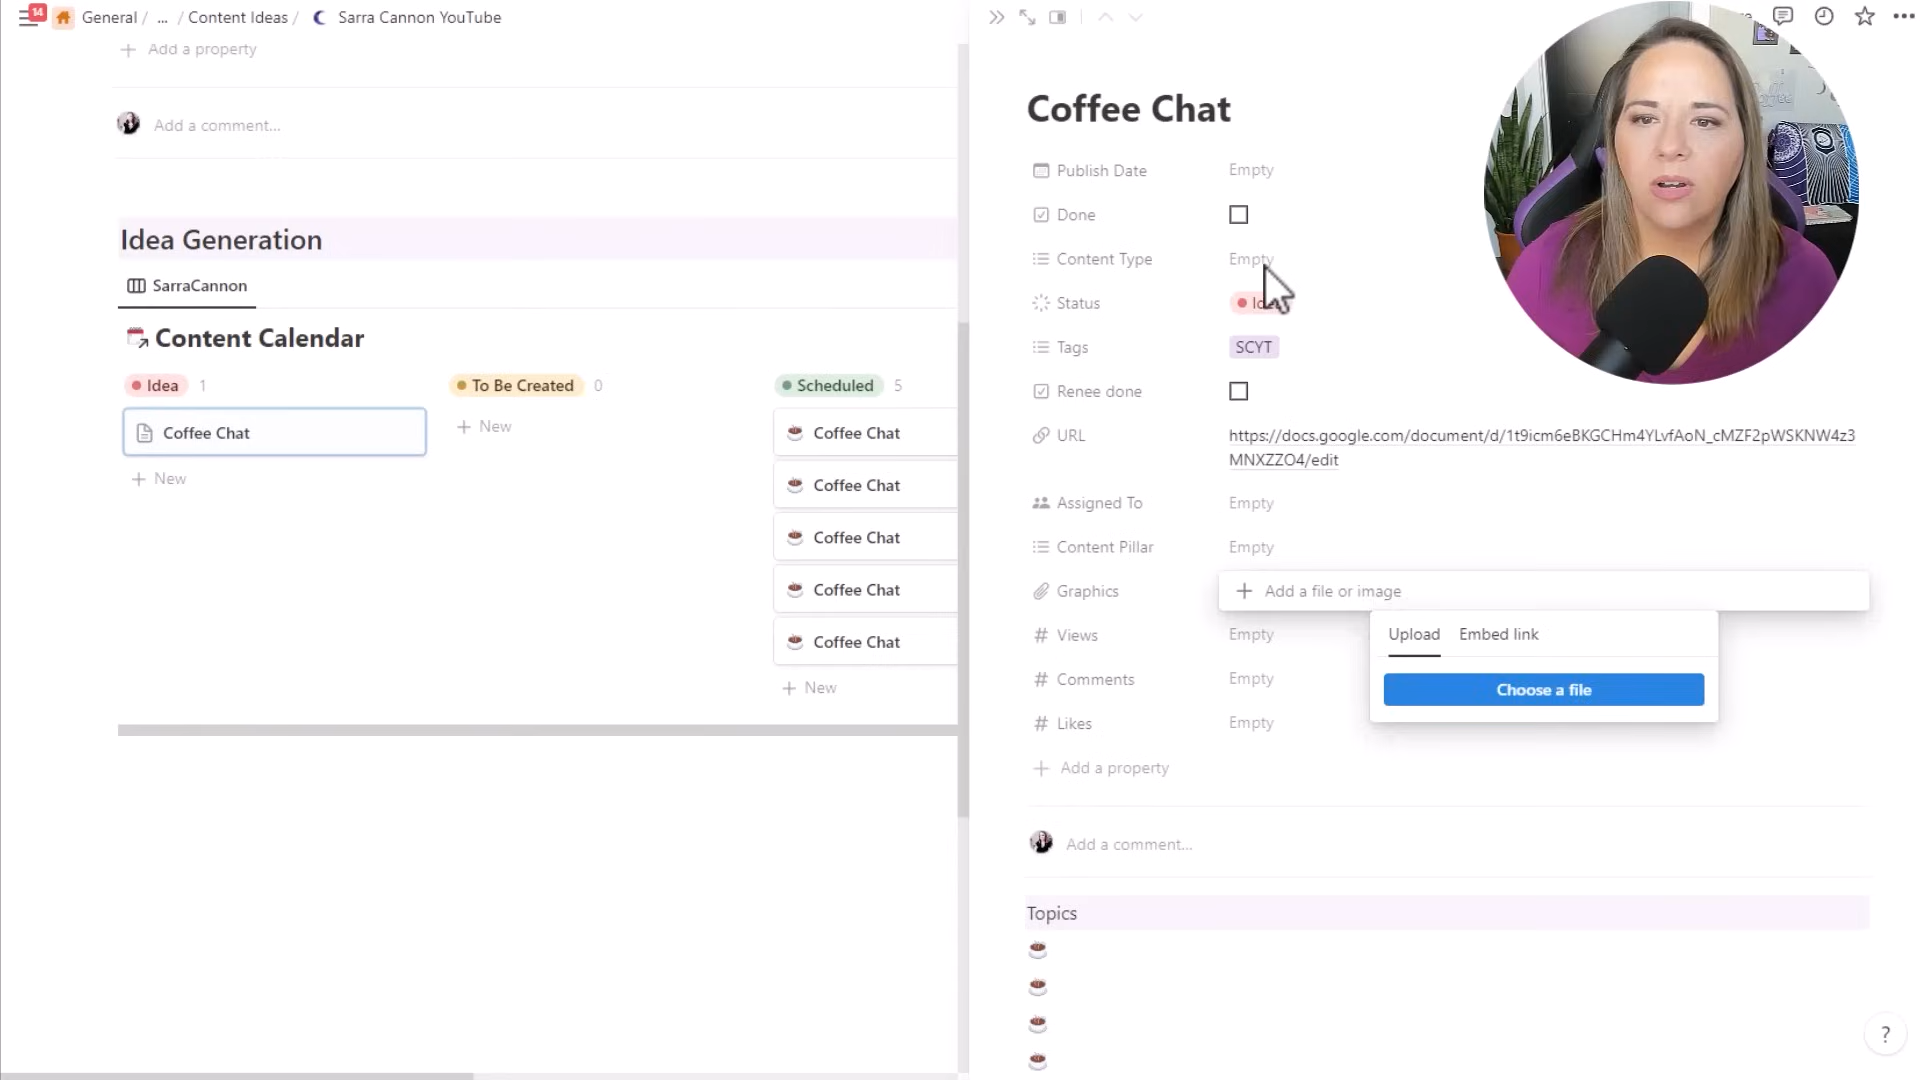 14
General / ... / Content Ideas / Sarra Cannon YouTube
Add a property
Add a comment...
Idea Generation
SarraCannon
Content Calendar
Idea 1
To Be Created 0
Scheduled 5
Coffee Chat
New
New
Coffee Chat
Coffee Chat
Coffee Chat
Coffee Chat
Coffee Chat
New
Coffee Chat
Publish Date Empty
Done
Content Type Empty
Status
Tags SCYT
Renee done
URL https://docs.google.com/document/d/1t9icm6eBKGCHm4YLvfAoN_cMZF2pWSKNW4z3
MNXZZO4/edit
Assigned To Empty
Content Pillar Empty
Graphics Add a file or image
Views Empty
Upload Embed link
Comments Empty
Choose a file
Likes Empty
Add a property
Add a comment...
Topics
?